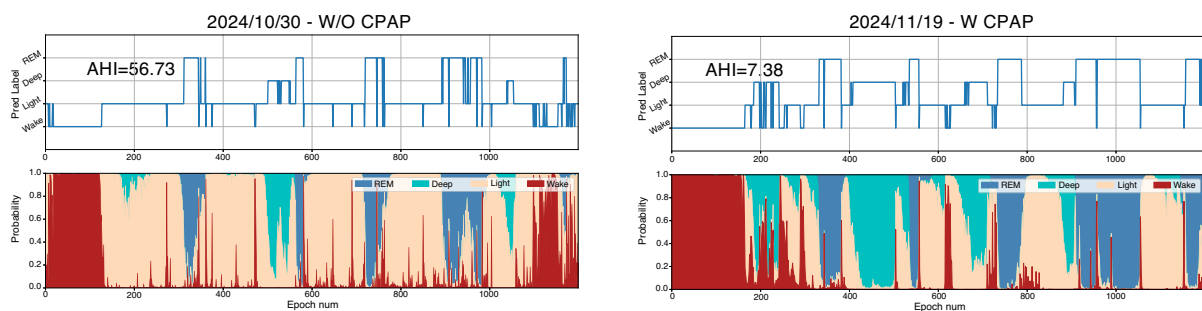 2024/10/30 - W/O CPAP
REM
Deep
Light
Wake
Pred Label
AHI=56.73
0 200 400 600 800 1000
1.0
0.8
0.6
0.4
0.2
0.0
Probability
REM Deep Light Wake
0 200 400 600 800 1000
Epoch num
2024/11/19 - W CPAP
REM
Deep
Light
Wake
Pred Label
AHI=7.38
0 200 400 600 800 1000
1.0
0.8
0.6
0.4
0.2
0.0
Probability
REM Deep Light Wake
0 200 400 600 800 1000
Epoch num